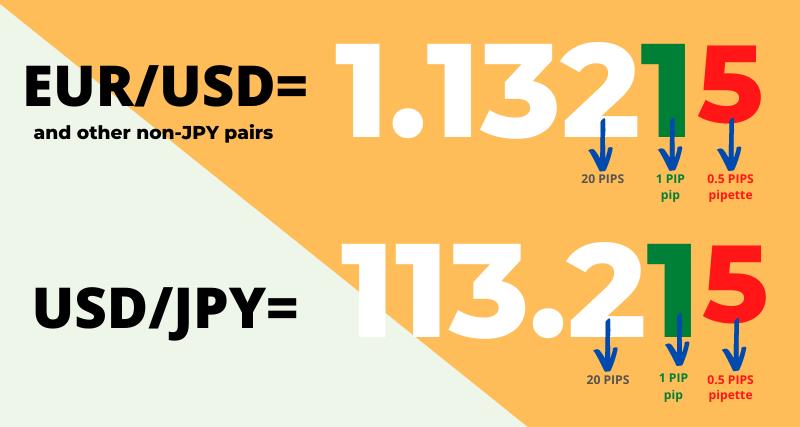 EUR/USD= 1.13215
and other non-JPY pairs
20 PIPS 1 PIP 0.5 PIPS
pip pipette
USD/JPY= 113.215
20 PIPS 1 PIP 0.5 PIPS
pip pipette